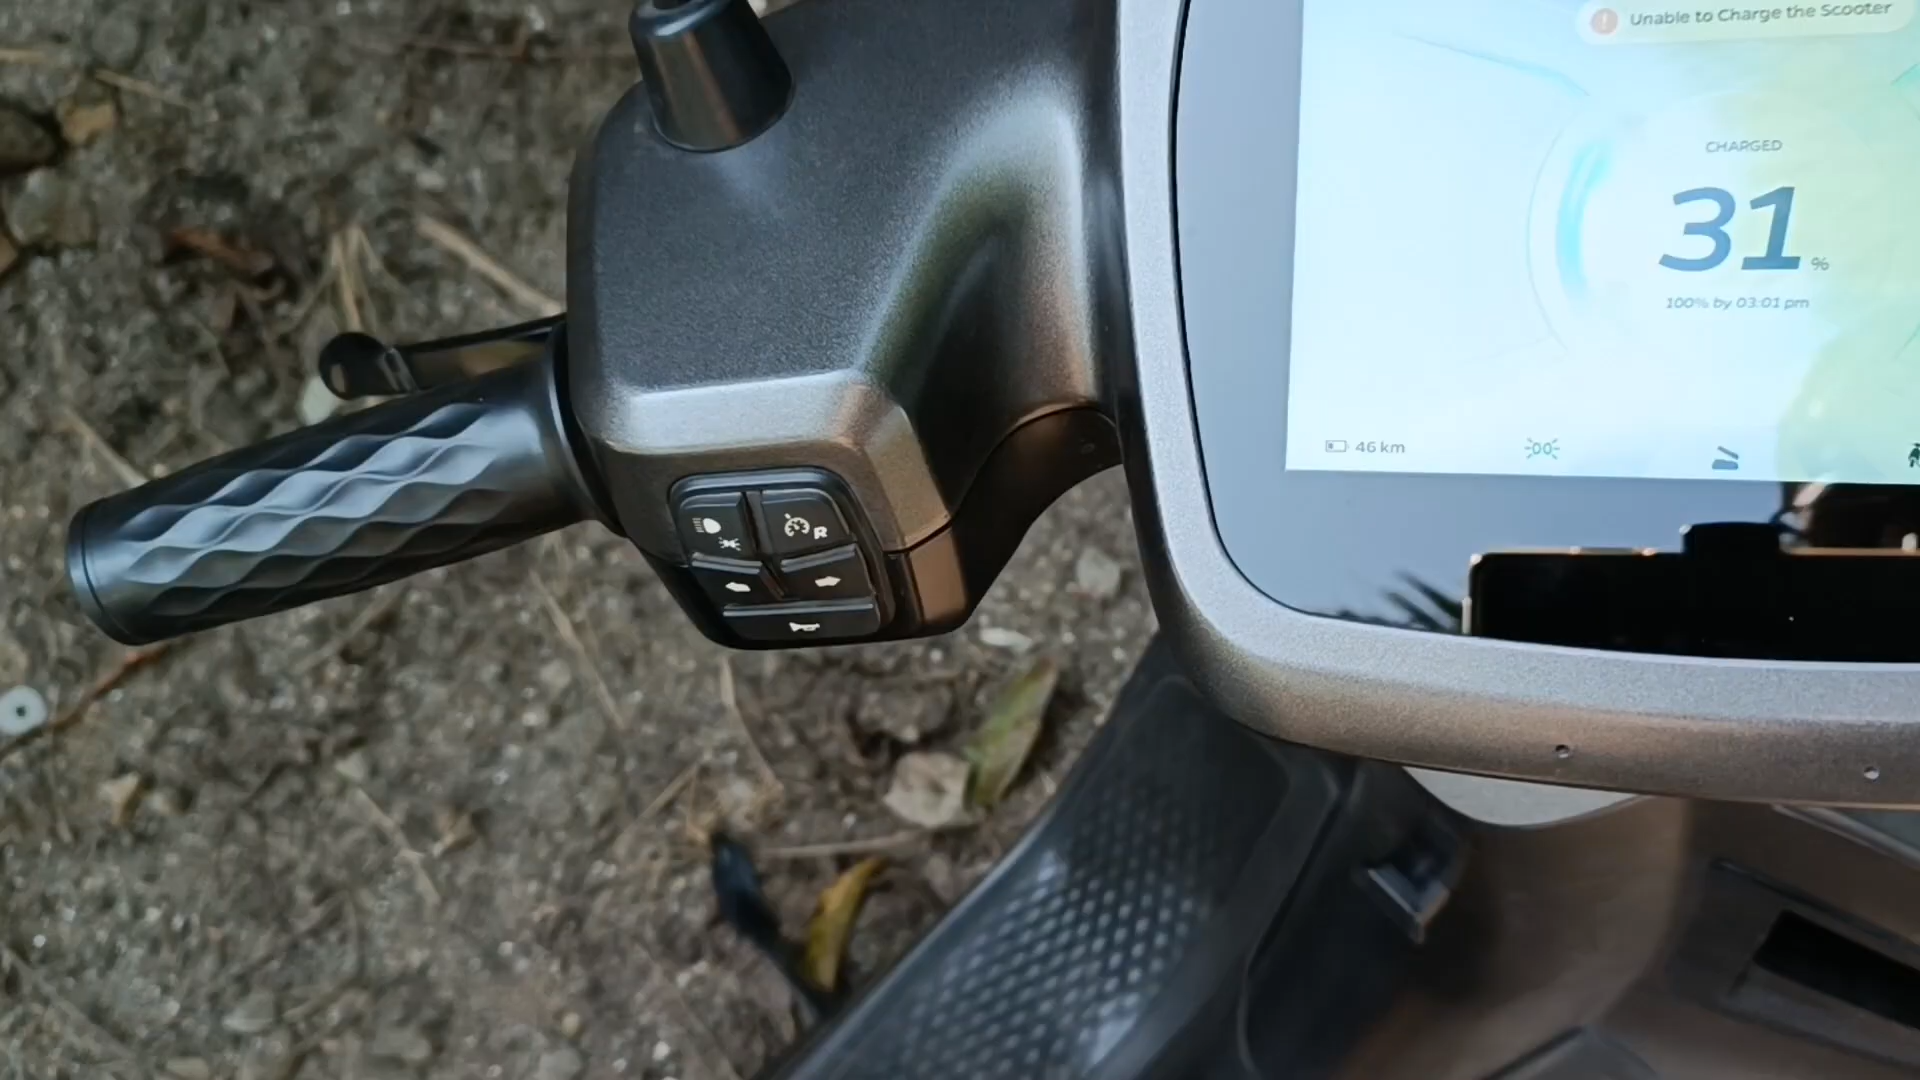 Unable to Charge the Scooter
CHARGED
31%
100% by 03:01 pm
46 km
R